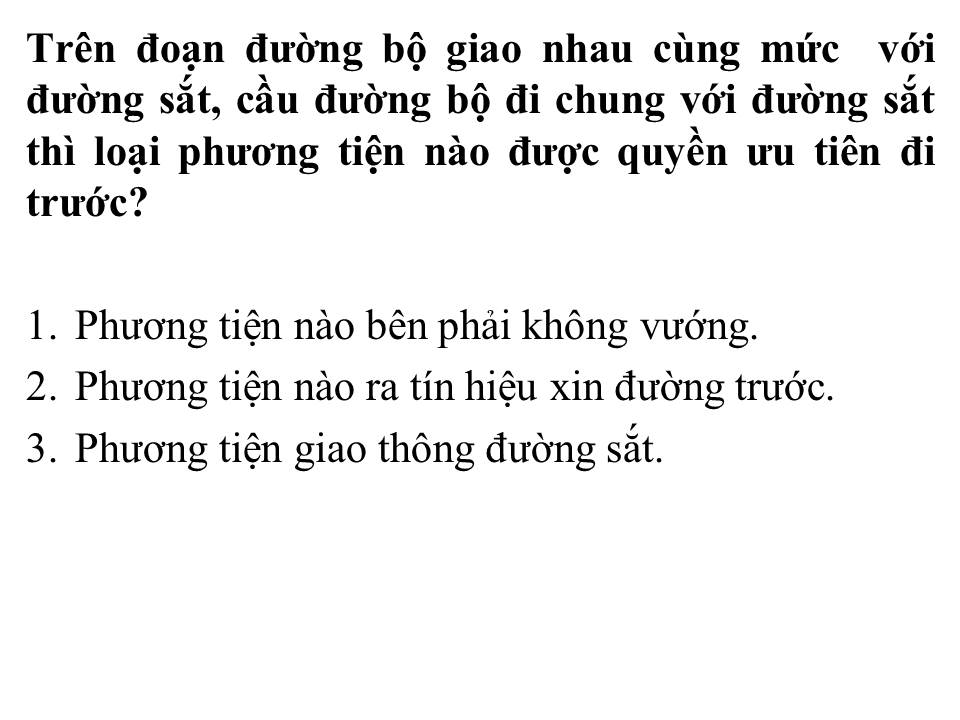 Trên đoạn đường bộ giao nhau cùng mức với
đường sắt, cầu đường bộ đi chung với đường sắt
thì loại phương tiện nào được quyền ưu tiên đi
trước?
1. Phương tiện nào bên phải không vướng.
2. Phương tiện nào ra tín hiệu xin đường trước.
3. Phương tiện giao thông đường sắt.